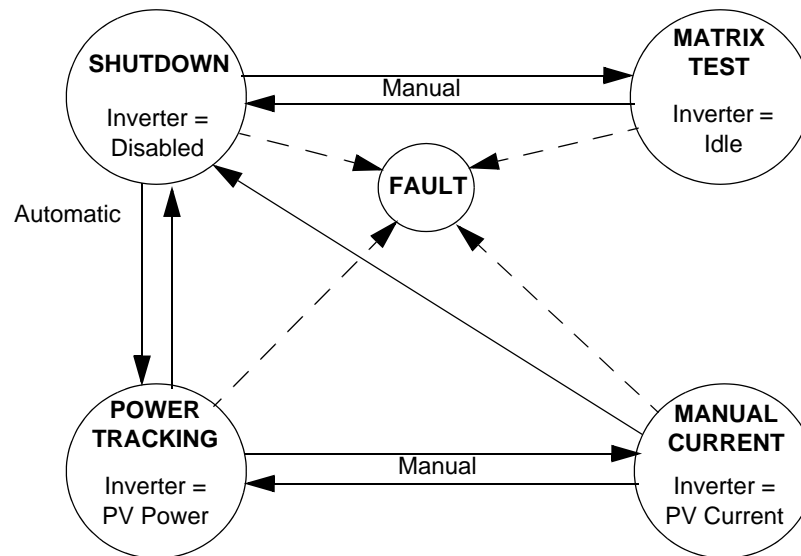 SHUTDOWN
Inverter =
Disabled
Manual
MATRIX
TEST
Inverter =
Idle
FAULT
Automatic
POWER
TRACKING
Inverter =
PV Power
Manual
MANUAL
CURRENT
Inverter =
PV Current